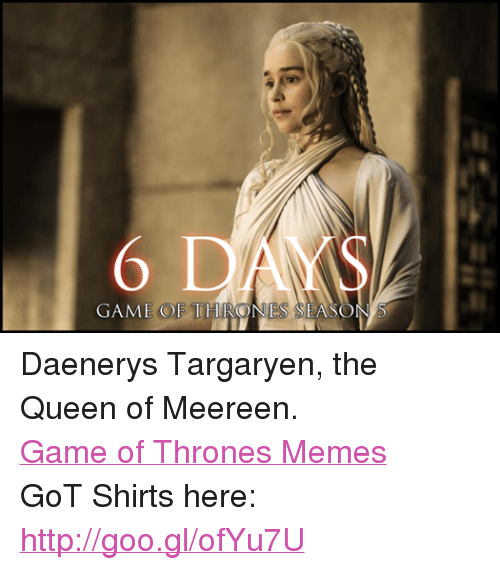 6 DAYS
GAME OF THRONES SEASON 5
Daenerys Targaryen, the
Queen of Meereen.
Game of Thrones Memes
GoT Shirts here:
http://goo.gl/ofYu7U